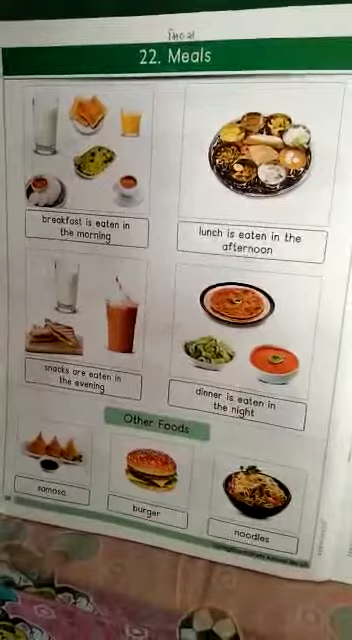 22. Meals
breakfast is eaten in
the morning
lunch is eaten in the
afternoon
snacks are eaten in
the evening
dinner is eaten in
the night
Other Foods
samosa
burger
noodles